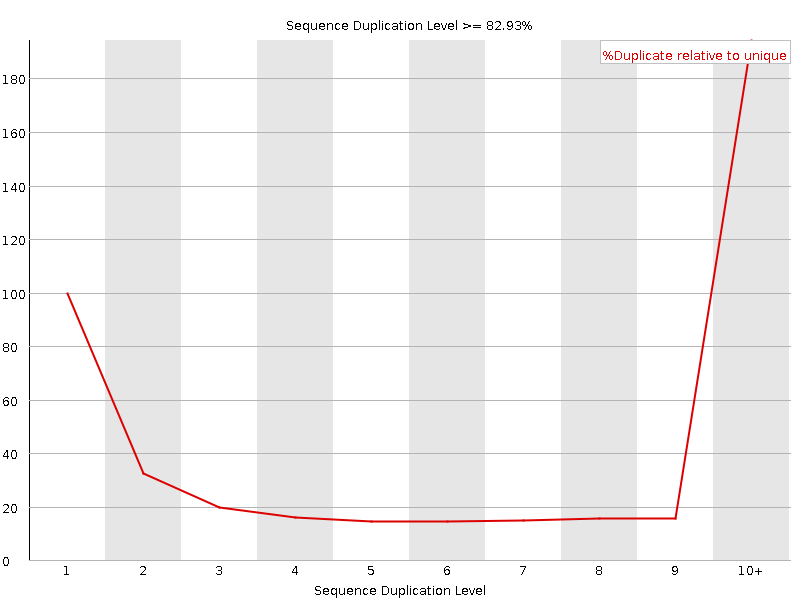 Sequence Duplication Level >= 82.93%
%Duplicate relative to unique
180
160
140
120
100
80
60
40
20
0
1 2 3 4 5 6 7 8 9 10+
Sequence Duplication Level